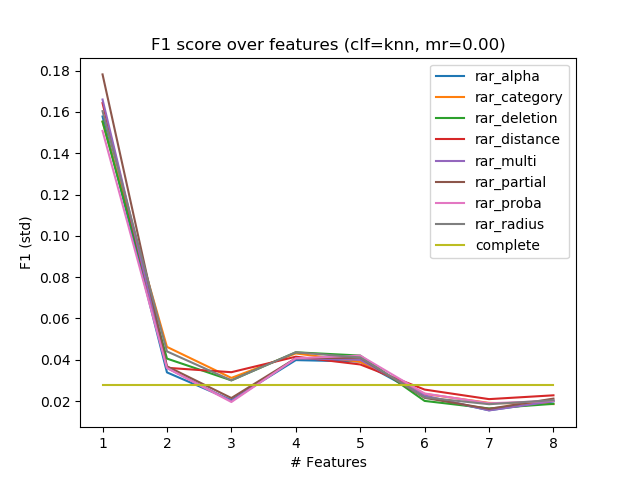 F1 score over features (clf=knn, mr=0.00)
F1 (std)
0.18
0.16
0.14
0.12
0.10
0.08
0.06
0.04
0.02
rar_alpha
rar_category
rar_deletion
rar_distance
rar_multi
rar_partial
rar_proba
rar_radius
complete
1 2 3 4 5 6 7 8
# Features